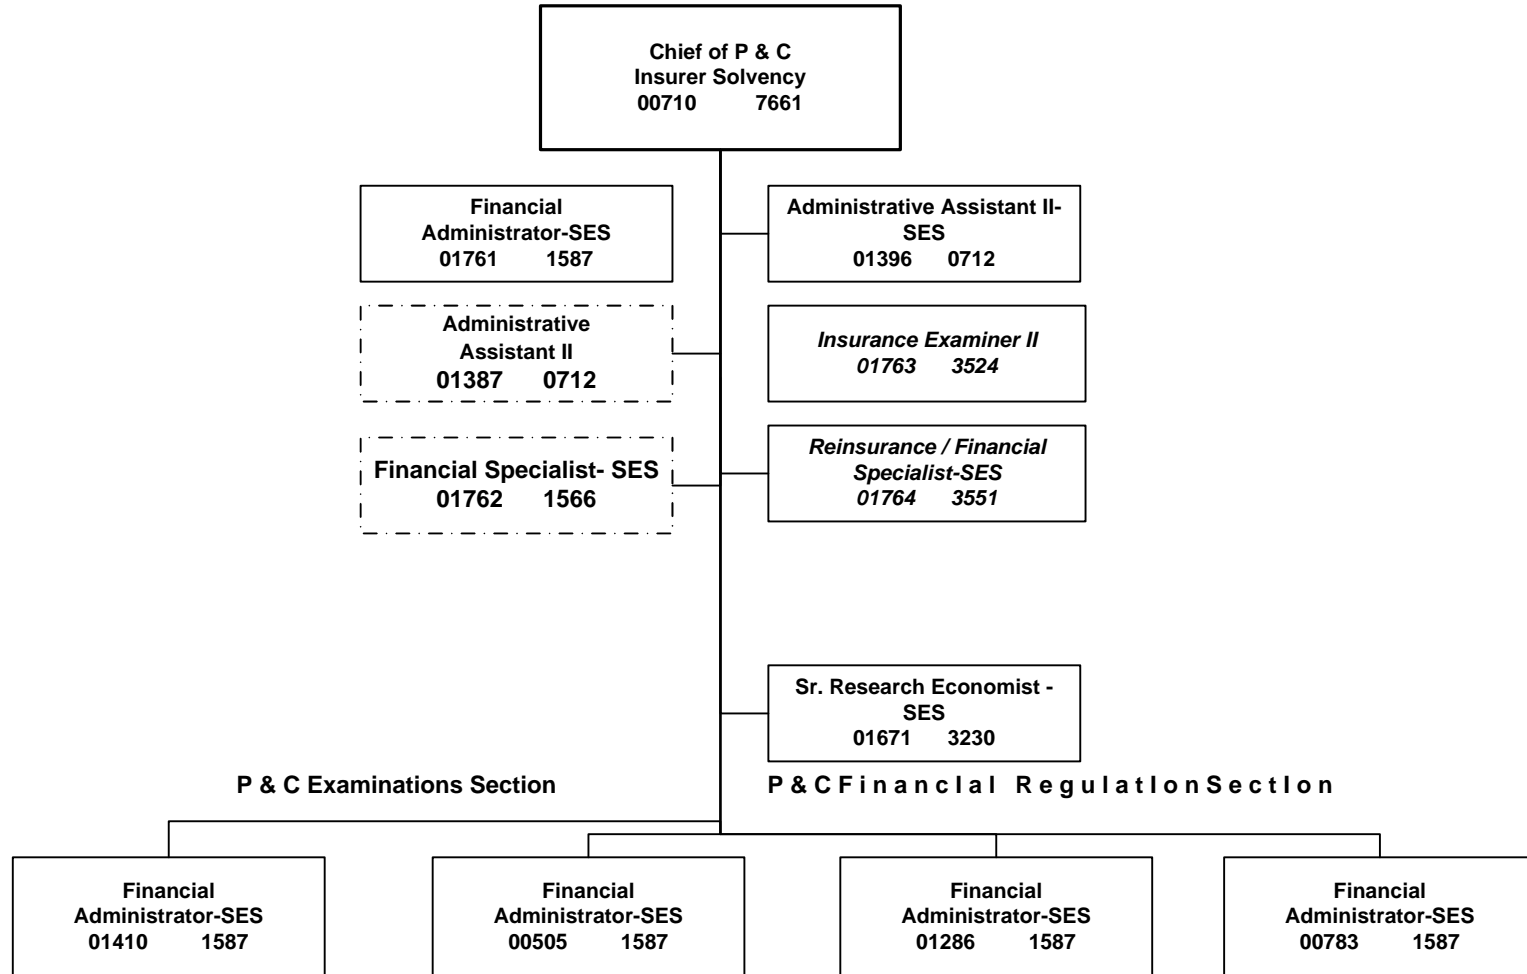 Chief of P & C
Insurer Solvency
00710 7661
Financial
Administrator-SES
01761 1587
Administrative Assistant II-
SES
01396 0712
Administrative
Assistant II
01387 0712
Insurance Examiner II
01763 3524
Financial Specialist- SES
01762 1566
Reinsurance / Financial
Specialist-SES
01764 3551
Sr. Research Economist -
SES
01671 3230
P & C Examinations Section
P & C F i n a n c I a l R e g u l a t I o n S e c t I o n
Financial
Administrator-SES
01410 1587
Financial
Administrator-SES
00505 1587
Financial
Administrator-SES
01286 1587
Financial
Administrator-SES
00783 1587